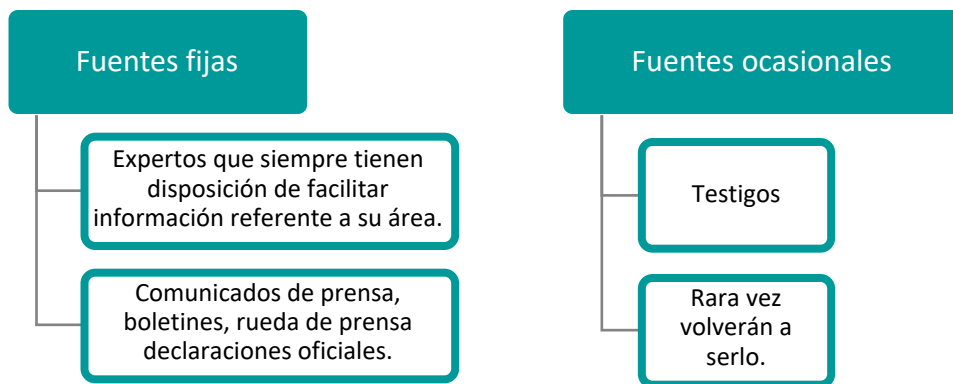 Fuentes fijas
Expertos que siempre tienen
disposición de facilitar
información referente a su área.
Comunicados de prensa,
boletines, rueda de prensa
declaraciones oficiales.
Fuentes ocasionales
Testigos
Rara vez
volverán a
serlo.